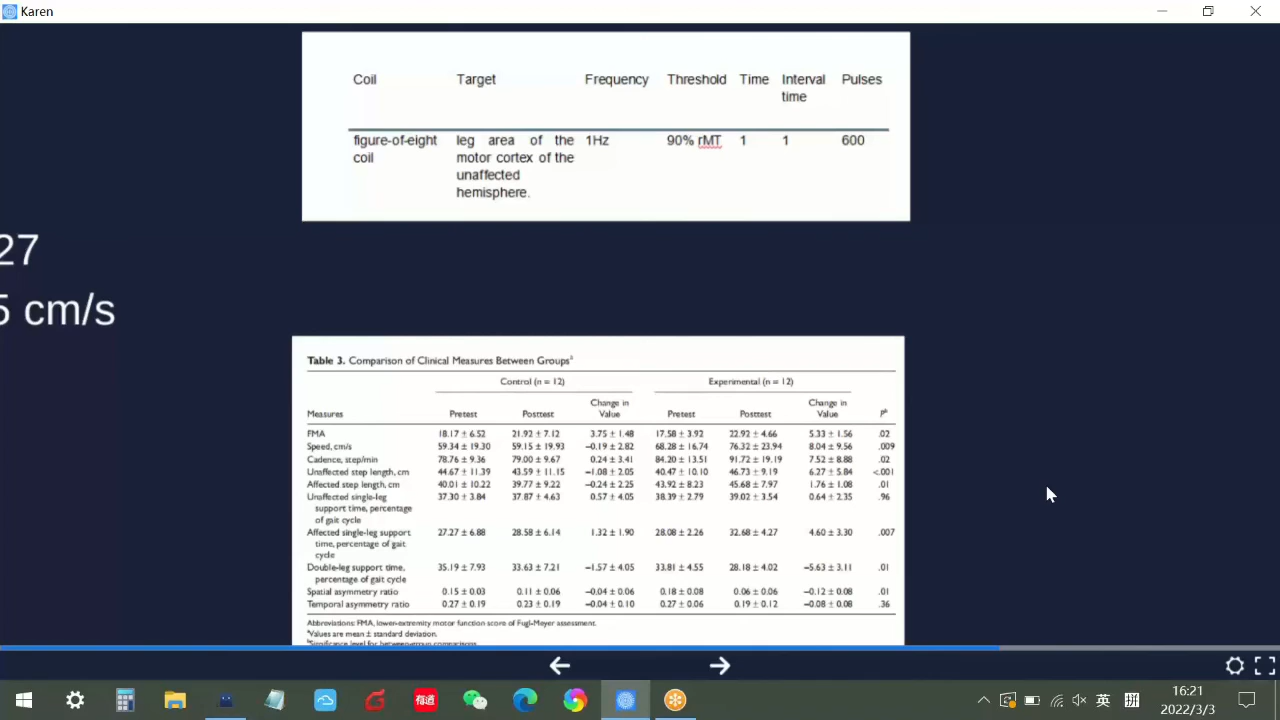 Karen
Coil Target Frequency Threshold Time Interval time Pulses
figure-of-eight coil leg area of the motor cortex of the unaffected hemisphere. 1Hz 90% rMT 1 1 600
27
5 cm/s
Table 3. Comparison of Clinical Measures Between Groups^a
Control (n = 12) Experimental (n = 12)
Measures Pretest Posttest Change in Value Pretest Posttest Change in Value P^b
FMA 18.17 ± 6.52 21.92 ± 7.12 3.75 ± 1.48 17.58 ± 3.92 22.92 ± 4.66 5.33 ± 1.56 .02
Speed, cm/s 59.34 ± 19.30 59.15 ± 19.93 −0.19 ± 2.82 68.28 ± 16.74 76.32 ± 23.94 8.04 ± 9.56 .009
Cadence, step/min 78.76 ± 9.36 79.00 ± 9.67 0.24 ± 3.41 84.20 ± 13.51 91.72 ± 19.19 7.52 ± 8.88 .02
Unaffected step length, cm 44.67 ± 11.39 43.59 ± 11.15 −1.08 ± 2.05 40.47 ± 10.10 46.73 ± 9.19 6.27 ± 5.84 <.001
Affected step length, cm 40.01 ± 10.22 39.77 ± 9.22 −0.24 ± 2.25 43.92 ± 8.23 45.68 ± 7.97 1.76 ± 1.08 .01
Unaffected single-leg support time, percentage of gait cycle 37.30 ± 3.84 37.87 ± 4.63 0.57 ± 4.05 38.39 ± 2.79 39.02 ± 3.54 0.64 ± 2.35 .96
Affected single-leg support time, percentage of gait cycle 27.27 ± 6.88 28.58 ± 6.14 1.32 ± 1.90 28.08 ± 2.26 32.68 ± 4.27 4.60 ± 3.30 .007
Double-leg support time, percentage of gait cycle 35.19 ± 7.93 33.63 ± 7.21 −1.57 ± 4.05 33.81 ± 4.55 28.18 ± 4.02 −5.63 ± 3.11 .01
Spatial asymmetry ratio 0.15 ± 0.03 0.11 ± 0.06 −0.04 ± 0.06 0.18 ± 0.08 0.06 ± 0.06 −0.12 ± 0.08 .01
Temporal asymmetry ratio 0.27 ± 0.19 0.23 ± 0.19 −0.04 ± 0.10 0.27 ± 0.06 0.19 ± 0.12 −0.08 ± 0.08 .36
Abbreviations: FMA, lower-extremity motor function score of Fugl-Meyer assessment.
^aValues are mean ± standard deviation.
^bSignificance level for between-group comparisons.
有道
英
拼
16:21
2022/3/3